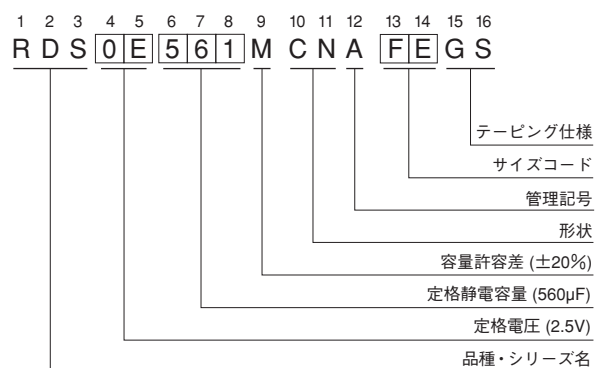 1 2 3 4 5 6 7 8 9 10 11 12 13 14 15 16
R D S 0 E 5 6 1 M C N A F E G S
テーピング仕様
サイズコード
管理記号
形状
容量許容差 (±20%)
定格静電容量 (560µF)
定格電圧 (2.5V)
品種・シリーズ名